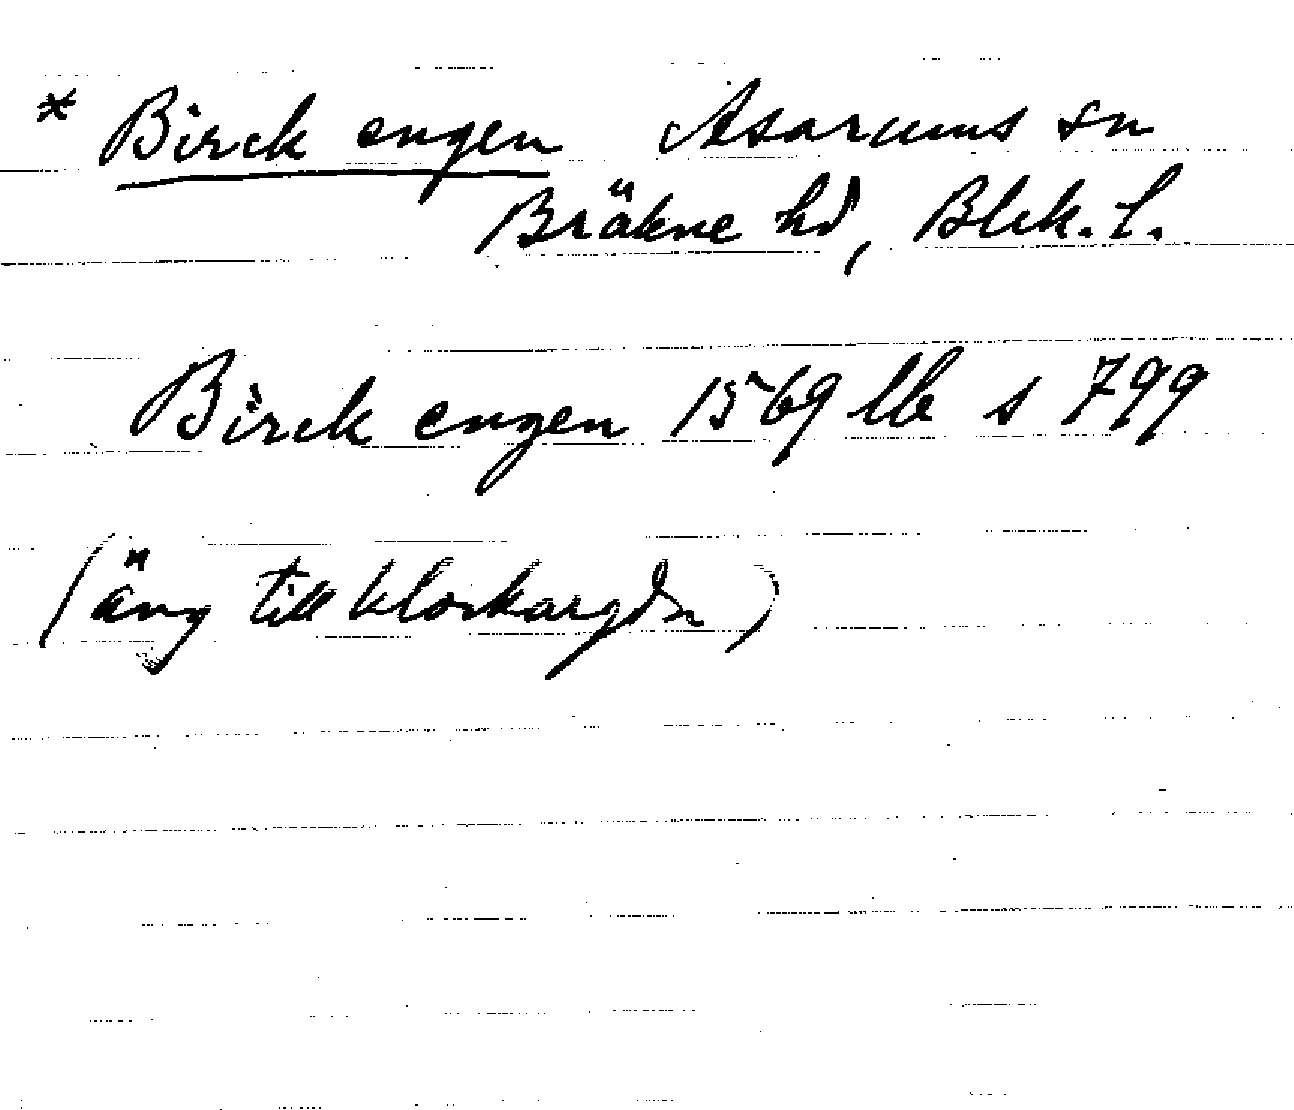 * Birck engen Asarums sn
Bräkne hd, Blek. l.
Birck engen 1569 lb s 799
(äng till klockargdn)